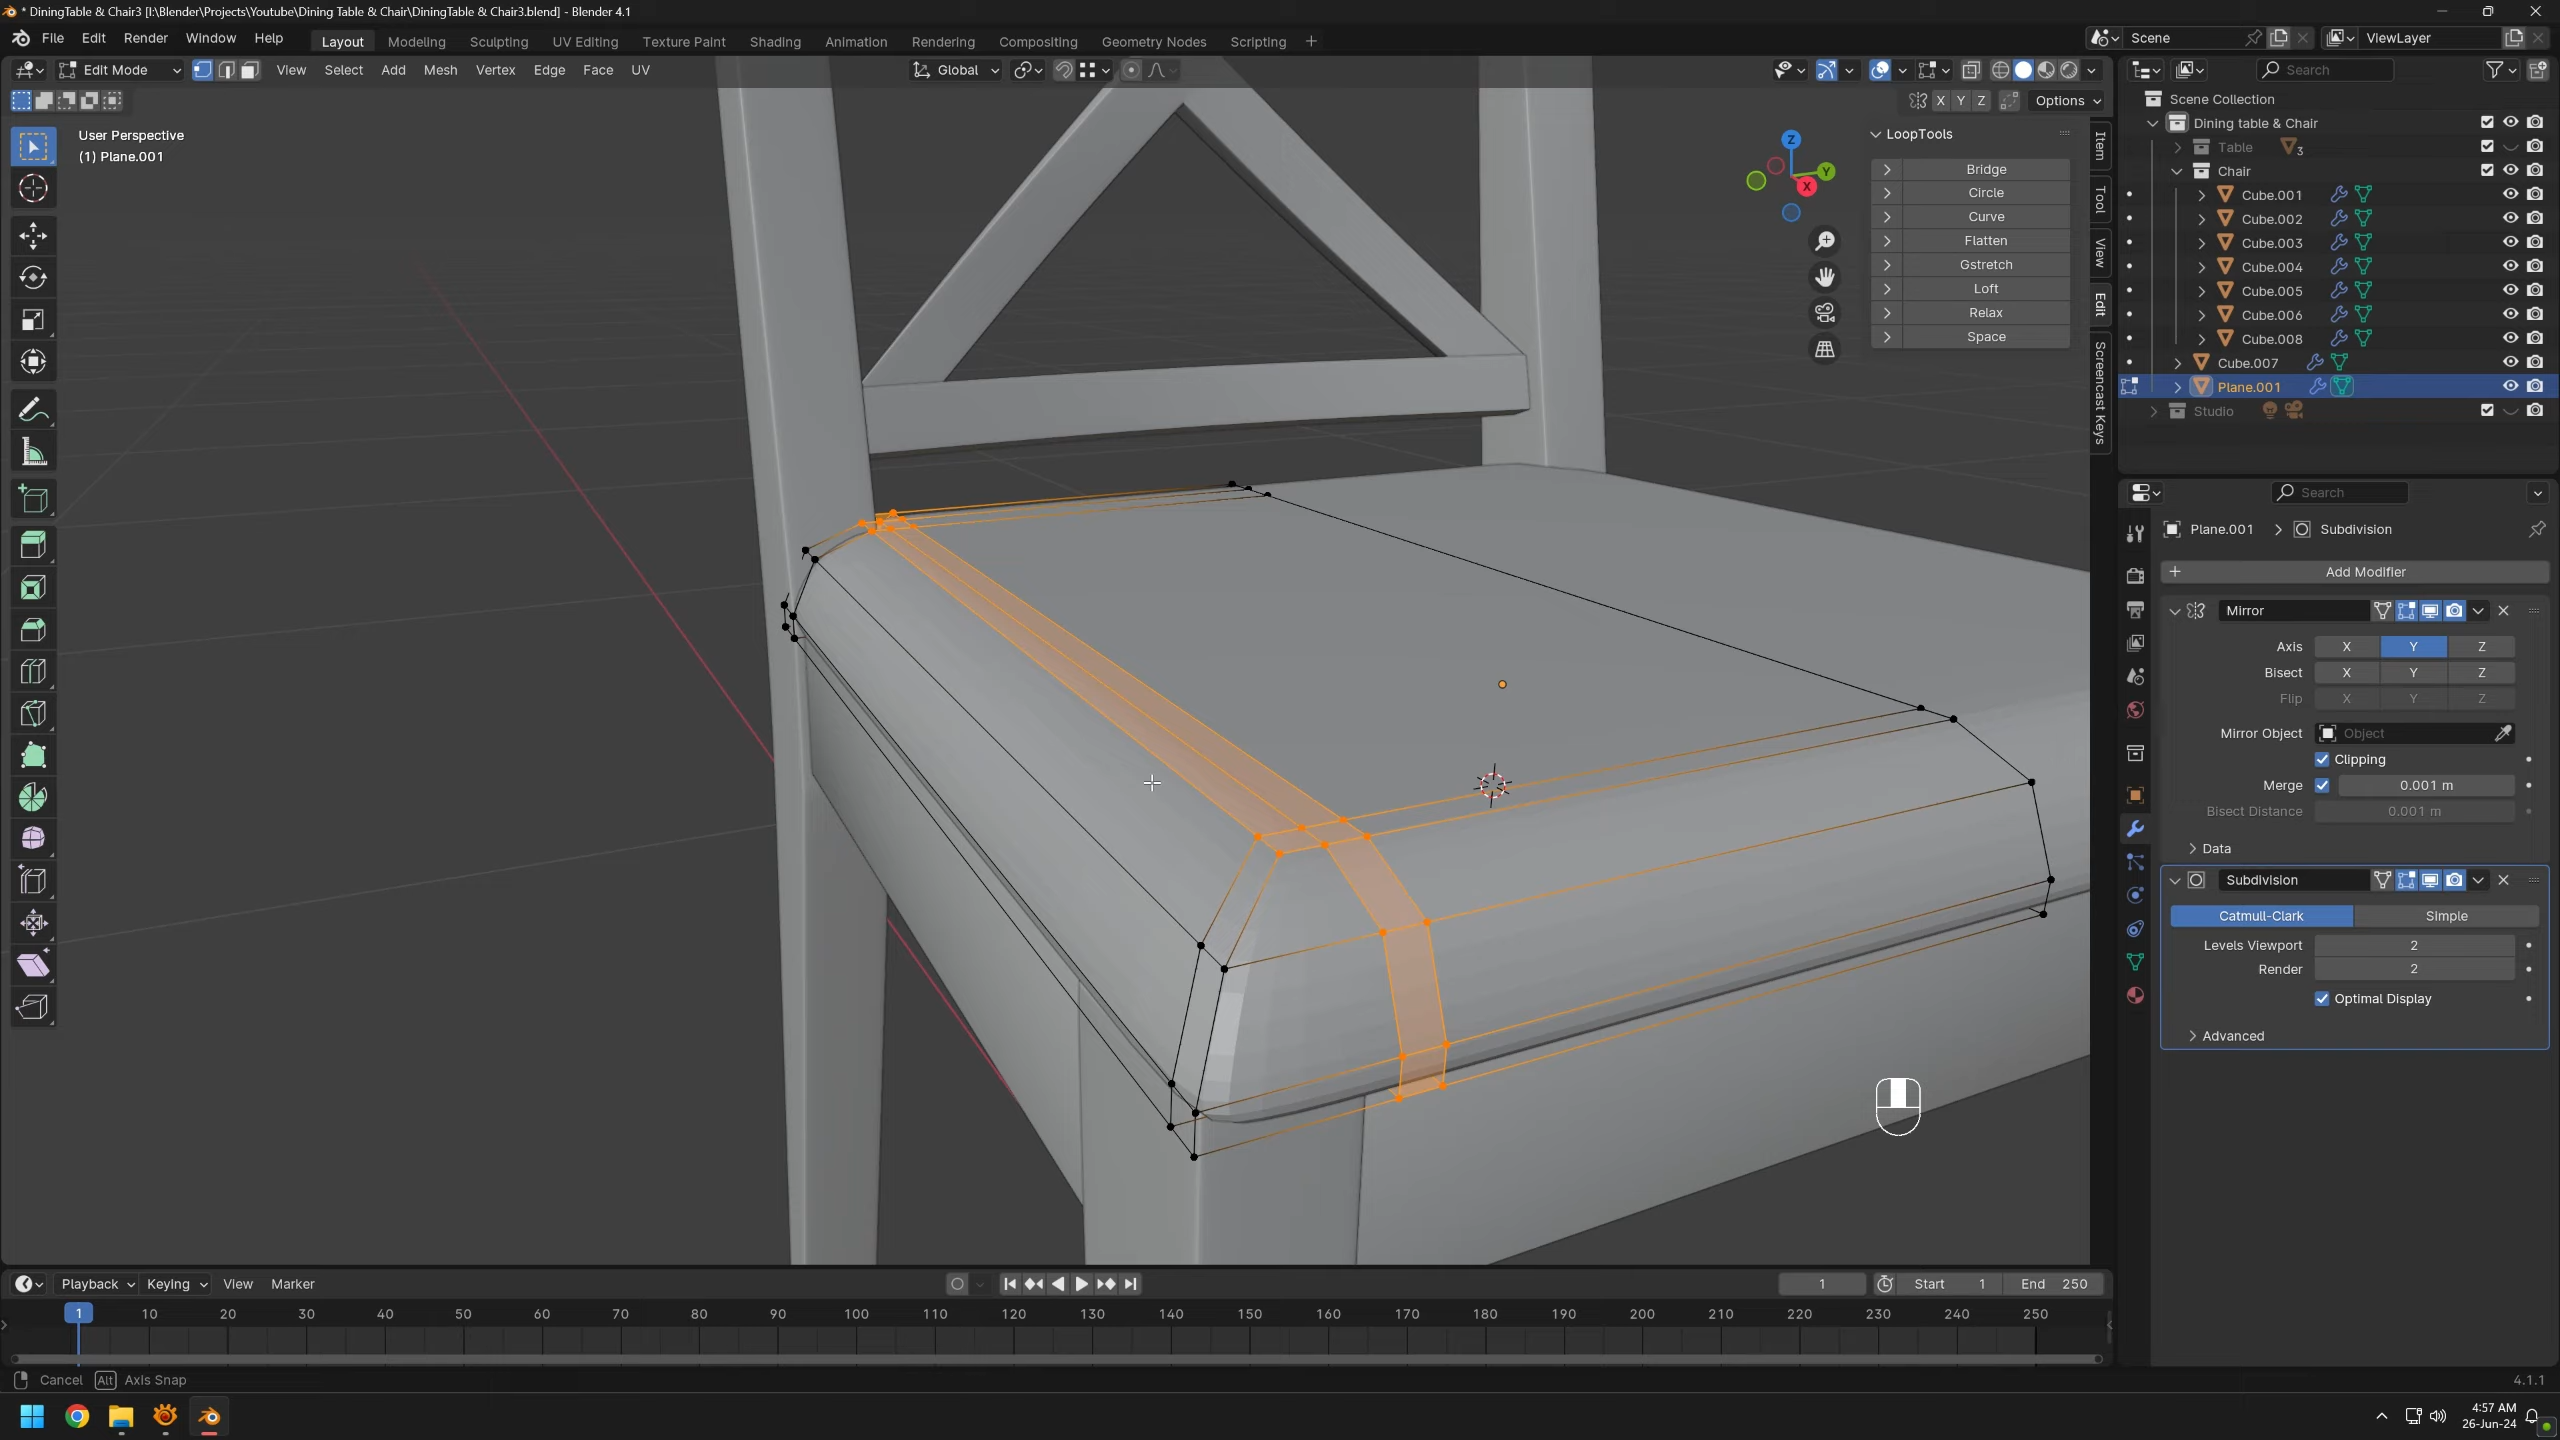 * DiningTable & Chair3 [I:\Blender\Projects\Youtube\Dining Table & Chair\DiningTable & Chair3.blend] - Blender 4.1
File Edit Render Window Help
Layout Modeling Sculpting UV Editing Texture Paint Shading Animation Rendering Compositing Geometry Nodes Scripting +
Scene
ViewLayer
Edit Mode View Select Add Mesh Vertex Edge Face UV
Global
Search
X Y Z
Options
User Perspective
(1) Plane.001
Z
Y
X
LoopTools
Bridge
Circle
Curve
Flatten
Gstretch
Loft
Relax
Space
Item
Tool
View
Edit
Screencast Keys
Scene Collection
Dining table & Chair
Table 3
Chair
Cube.001
Cube.002
Cube.003
Cube.004
Cube.005
Cube.006
Cube.008
Cube.007
Plane.001
Studio
Search
Plane.001 Subdivision
+ Add Modifier
Mirror
Axis X Y Z
Bisect X Y Z
Flip X Y Z
Mirror Object Object
Clipping
Merge 0.001 m
Bisect Distance 0.001 m
Data
Subdivision
Catmull-Clark Simple
Levels Viewport 2
Render 2
Optimal Display
Advanced
Playback Keying View Marker
1
Start 1 End 250
1 10 20 30 40 50 60 70 80 90 100 110 120 130 140 150 160 170 180 190 200 210 220 230 240 250
Cancel Alt Axis Snap
4.1.1
4:57 AM
26-Jun-24